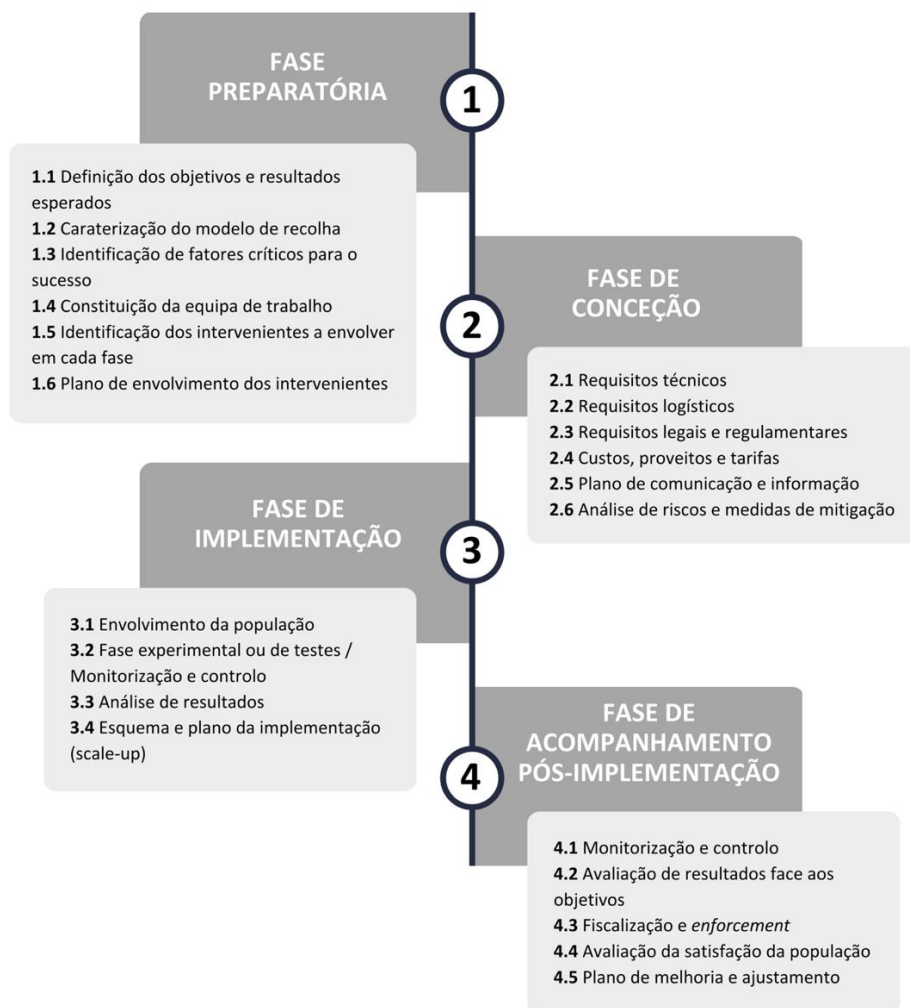 FASE
PREPARATÓRIA
1
1.1 Definição dos objetivos e resultados
esperados
1.2 Caraterização do modelo de recolha
1.3 Identificação de fatores críticos para o
sucesso
1.4 Constituição da equipa de trabalho
1.5 Identificação dos intervenientes a envolver
em cada fase
1.6 Plano de envolvimento dos intervenientes
FASE DE
CONCEÇÃO
2
2.1 Requisitos técnicos
2.2 Requisitos logísticos
2.3 Requisitos legais e regulamentares
2.4 Custos, proveitos e tarifas
2.5 Plano de comunicação e informação
2.6 Análise de riscos e medidas de mitigação
FASE DE
IMPLEMENTAÇÃO
3
3.1 Envolvimento da população
3.2 Fase experimental ou de testes /
Monitorização e controlo
3.3 Análise de resultados
3.4 Esquema e plano da implementação
(scale-up)
FASE DE
ACOMPANHAMENTO
PÓS-IMPLEMENTAÇÃO
4
4.1 Monitorização e controlo
4.2 Avaliação de resultados face aos
objetivos
4.3 Fiscalização e enforcement
4.4 Avaliação da satisfação da população
4.5 Plano de melhoria e ajustamento